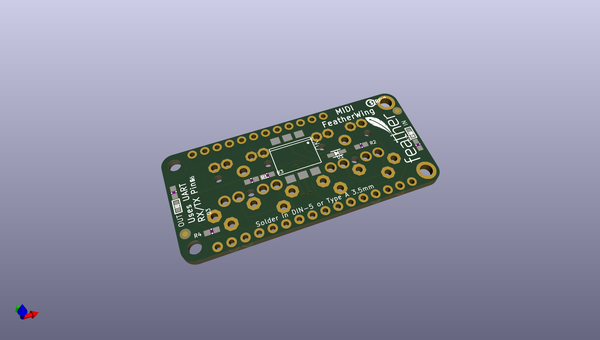 MIDI
FeatherWing
feather
R2
OUT
Uses UART
RX/TX Pins
Solder in DIN-5 or Type A 3.5mm
R4